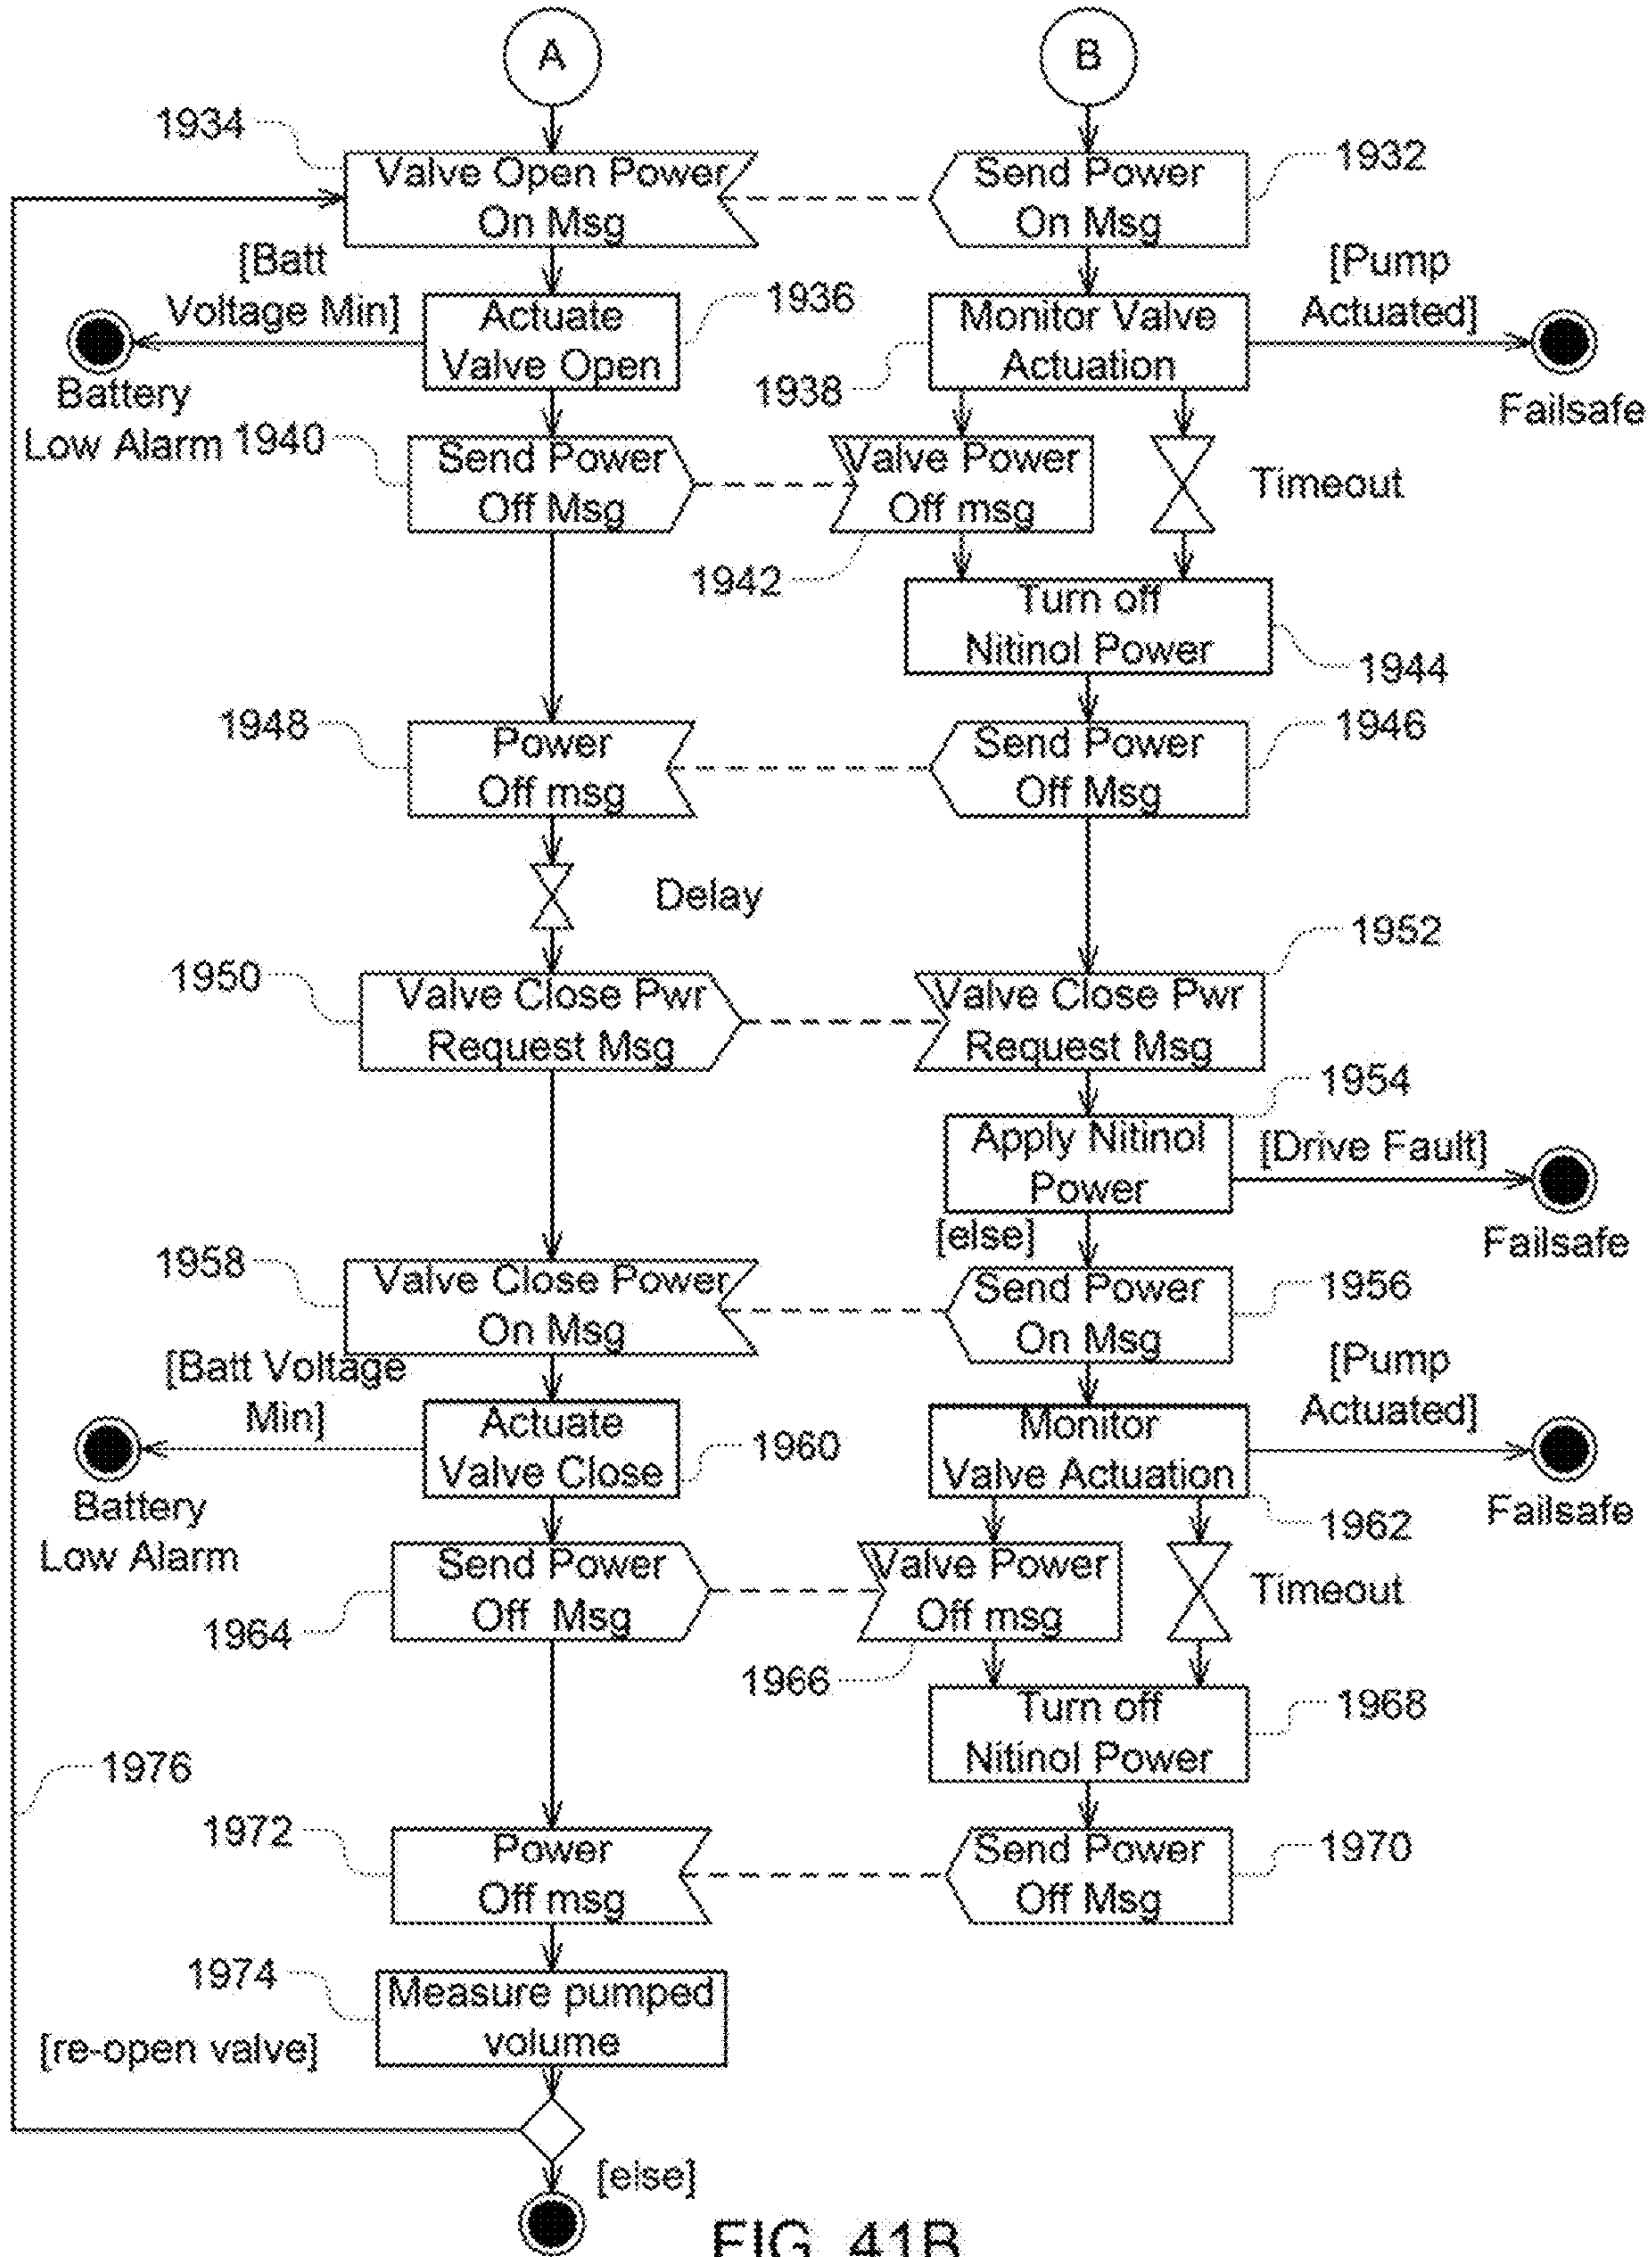 A
B
1934
Valve Open Power
On Msg
Send Power
On Msg
1932
[Batt
Voltage Min]
Actuate
Valve Open
1936
Monitor Valve
Actuation
1938
[Pump
Actuated]
Battery
Low Alarm
Failsafe
1940
Send Power
Off Msg
Valve Power
Off msg
Timeout
1942
Turn off
Nitinol Power
1944
1948
Power
Off msg
Send Power
Off Msg
1946
Delay
1950
Valve Close Pwr
Request Msg
Valve Close Pwr
Request Msg
1952
Apply Nitinol
Power
1954
[Drive Fault]
Failsafe
[else]
1958
Valve Close Power
On Msg
Send Power
On Msg
1956
[Batt Voltage
Min]
Actuate
Valve Close
1960
Monitor
Valve Actuation
[Pump
Actuated]
1962
Battery
Low Alarm
Failsafe
Send Power
Off Msg
1964
Valve Power
Off msg
Timeout
1966
Turn off
Nitinol Power
1968
1976
1972
Power
Off msg
Send Power
Off Msg
1970
1974
Measure pumped
volume
[re-open valve]
[else]
FIG. 41B